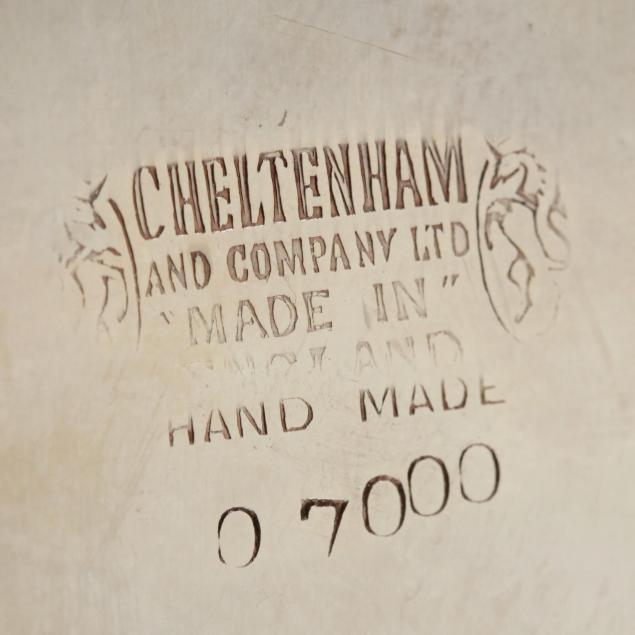 CHELTENHAM
AND COMPANY LTD
"MADE IN"
ENGLAND
HAND MADE
0 7000